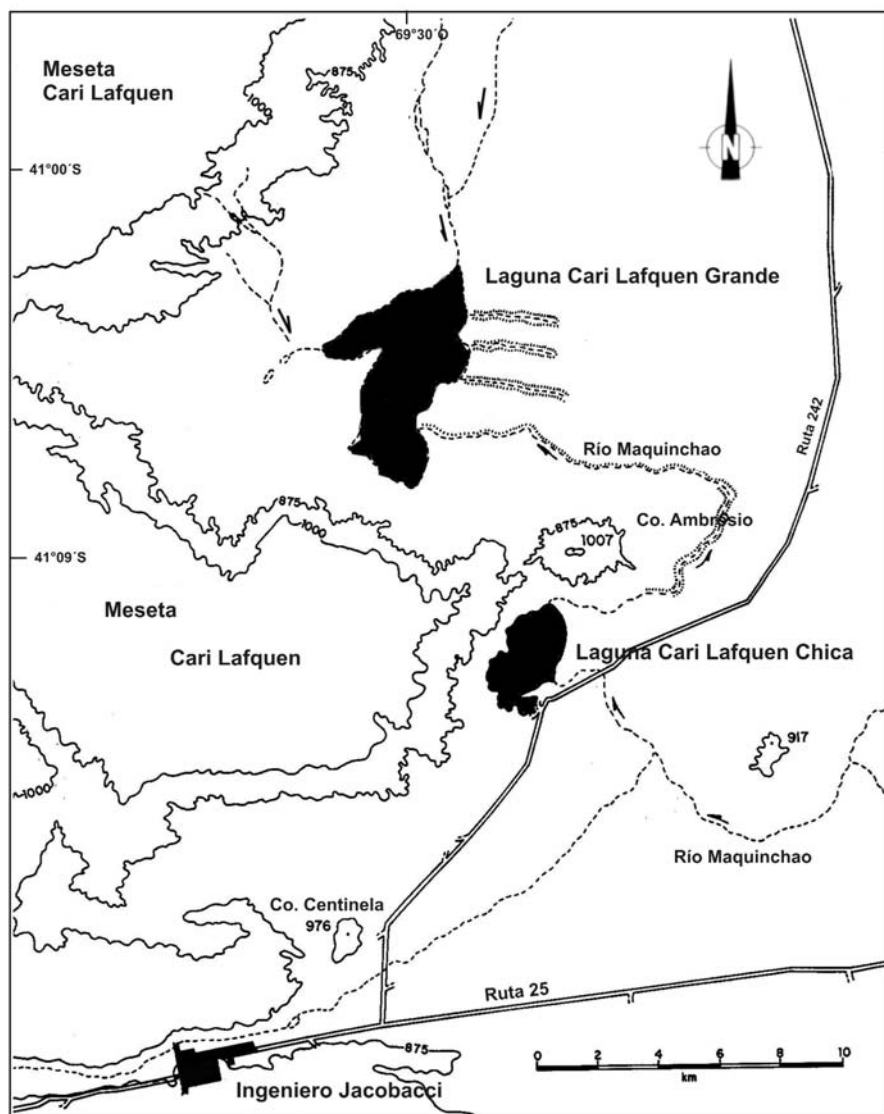 69°30´O
Meseta
Cari Lafquen
875
1000
N
41°00´S
Laguna Cari Lafquen Grande
Ruta 242
Río Maquinchao
875
1000
Co. Ambrosio
875
1007
41°09´S
Meseta
Cari Lafquen
Laguna Cari Lafquen Chica
917
1000
Río Maquinchao
Co. Centinela
976
Ruta 25
875
0 2 4 6 8 10
km
Ingeniero Jacobacci